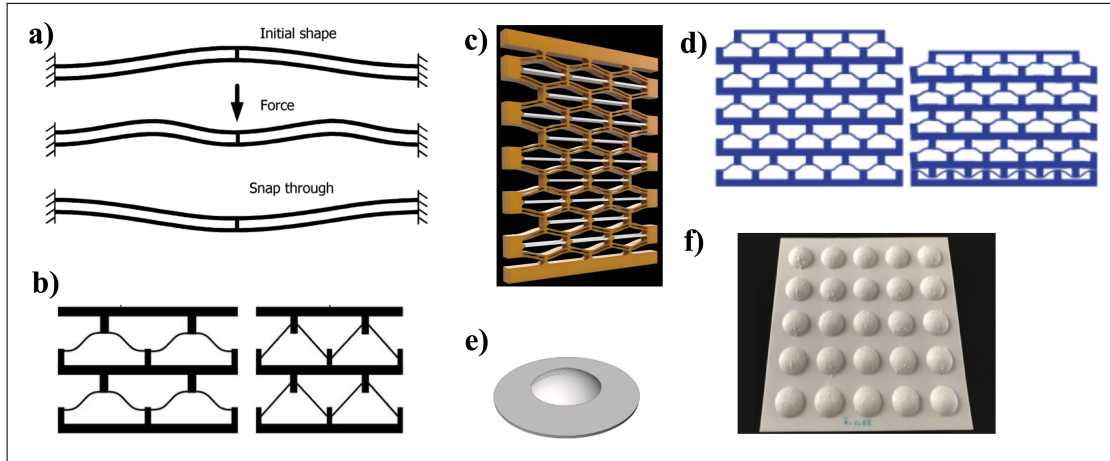 a)
Initial shape
Force
Snap through
b)
c)
d)
e)
f)